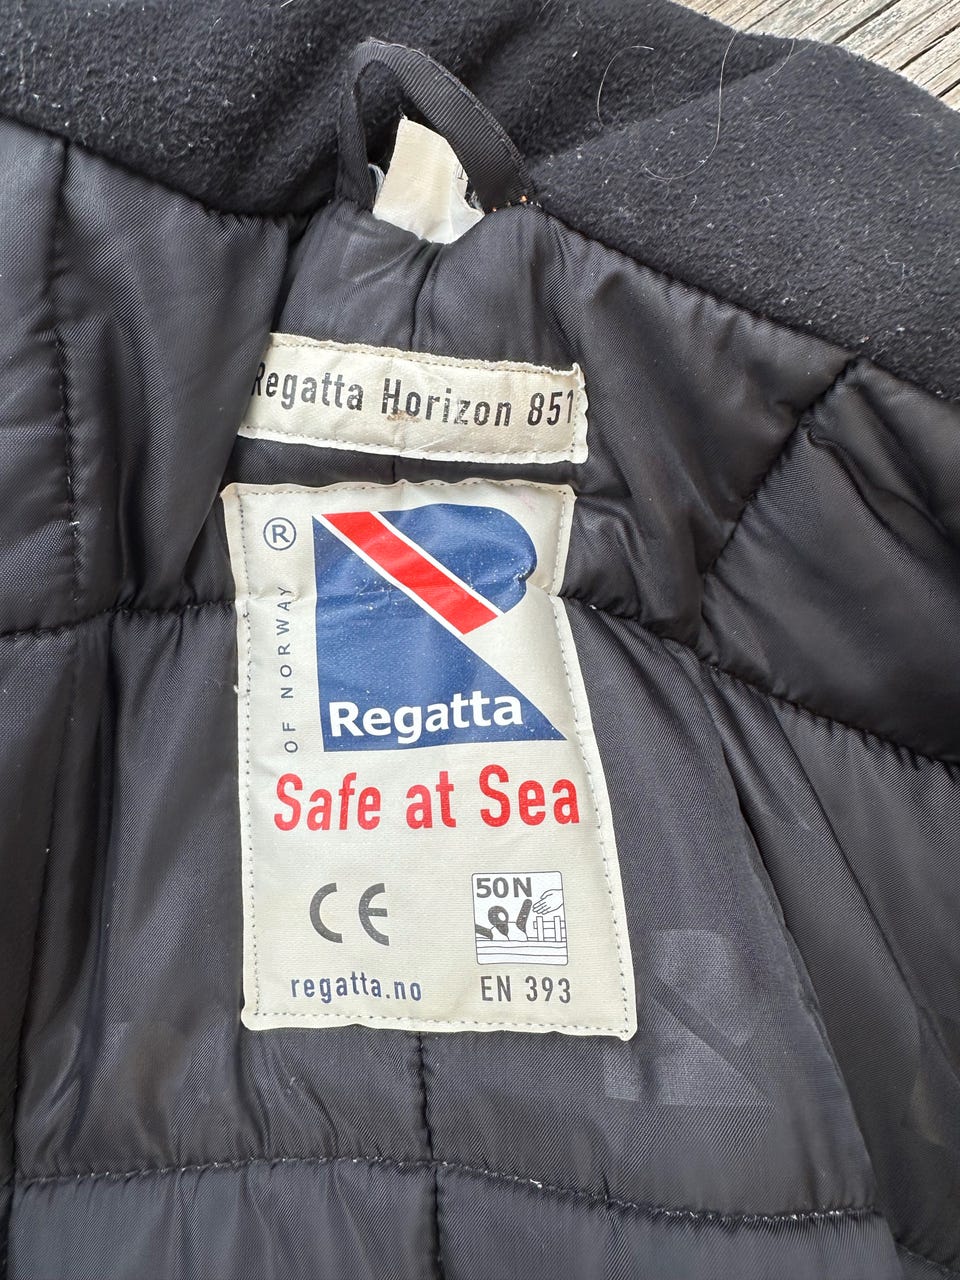 Regatta Horizon 851
®
OF NORWAY
Regatta
Safe at Sea
CE
50N
regatta.no
EN 393